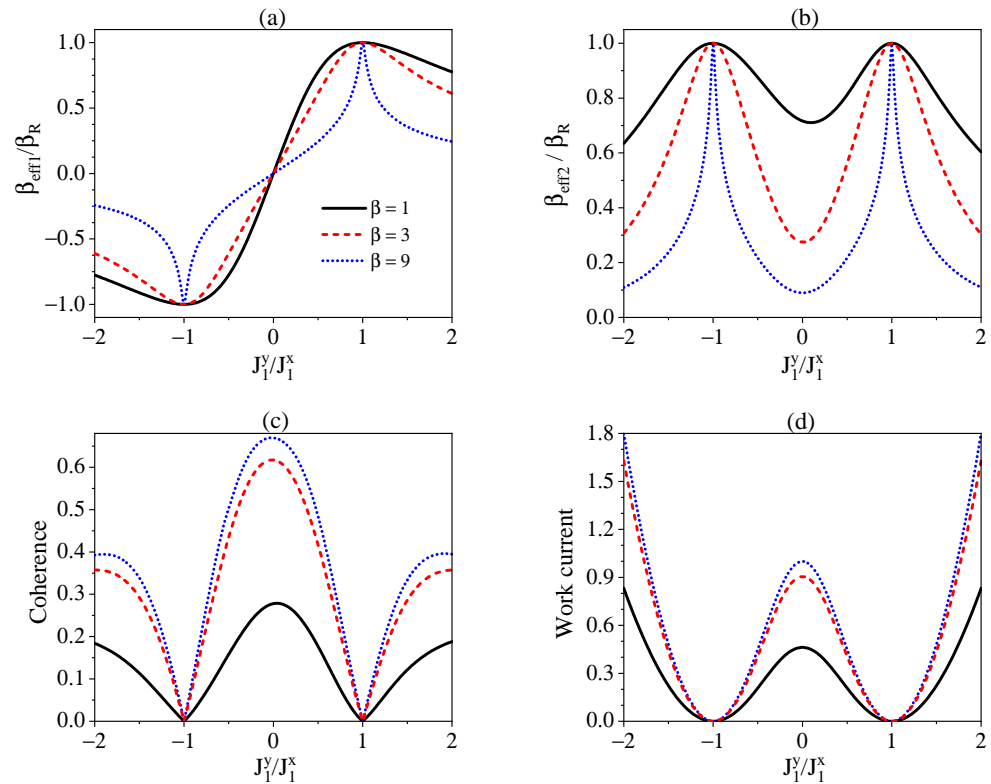 (a)
1.0
0.5
0.0
−0.5
−1.0
β_eff1/β_R
β = 1
β = 3
β = 9
−2 −1 0 1 2
J_1^y/J_1^x
(b)
1.0
0.8
0.6
0.4
0.2
0.0
β_eff2 / β_R
−2 −1 0 1 2
J_1^y/J_1^x
(c)
0.6
0.5
0.4
0.3
0.2
0.1
0.0
Coherence
−2 −1 0 1 2
J_1^y/J_1^x
(d)
1.8
1.5
1.2
0.9
0.6
0.3
0.0
Work current
−2 −1 0 1 2
J_1^y/J_1^x